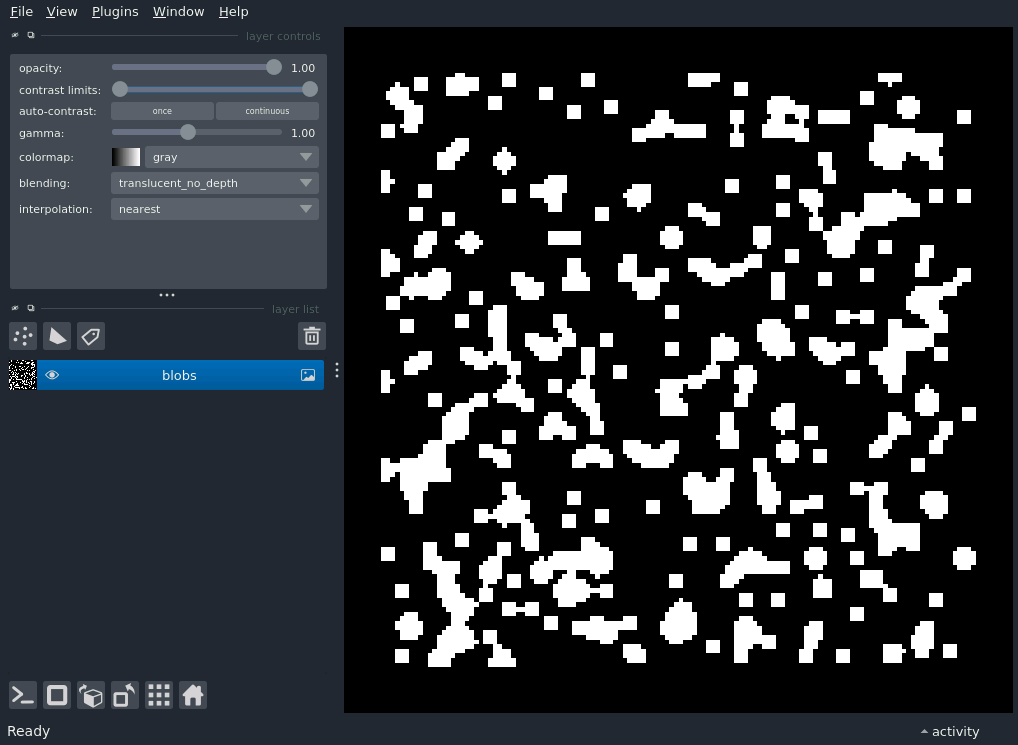 File View Plugins Window Help
layer controls
opacity: 1.00
contrast limits:
auto-contrast: once continuous
gamma: 1.00
colormap: gray
blending: translucent_no_depth
interpolation: nearest
layer list
blobs
Ready activity